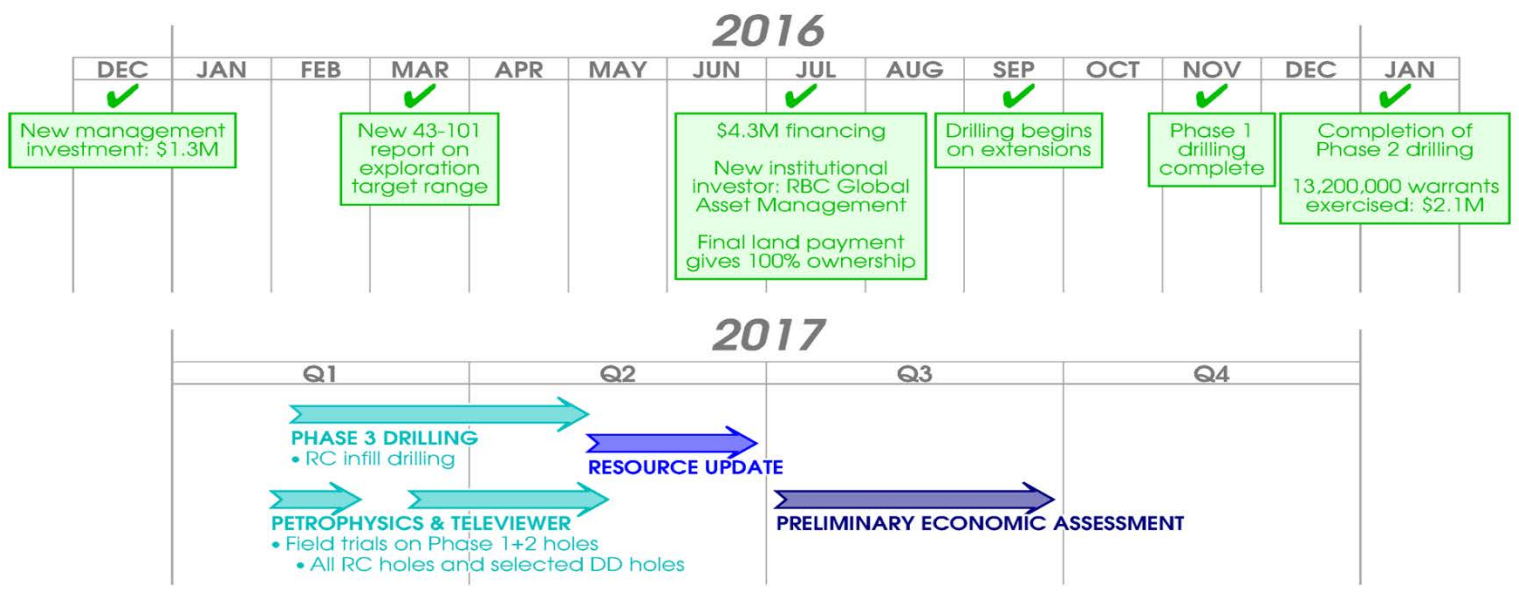 2016
DEC JAN FEB MAR APR MAY JUN JUL AUG SEP OCT NOV DEC JAN
New management
investment: $1.3M
New 43-101
report on
exploration
target range
$4.3M financing
New institutional
investor: RBC Global
Asset Management
Final land payment
gives 100% ownership
Drilling begins
on extensions
Phase 1
drilling
complete
Completion of
Phase 2 drilling
13,200,000 warrants
exercised: $2.1M
2017
Q1 Q2 Q3 Q4
PHASE 3 DRILLING
• RC infill drilling
RESOURCE UPDATE
PETROPHYSICS & TELEVIEWER
• Field trials on Phase 1+2 holes
• All RC holes and selected DD holes
PRELIMINARY ECONOMIC ASSESSMENT